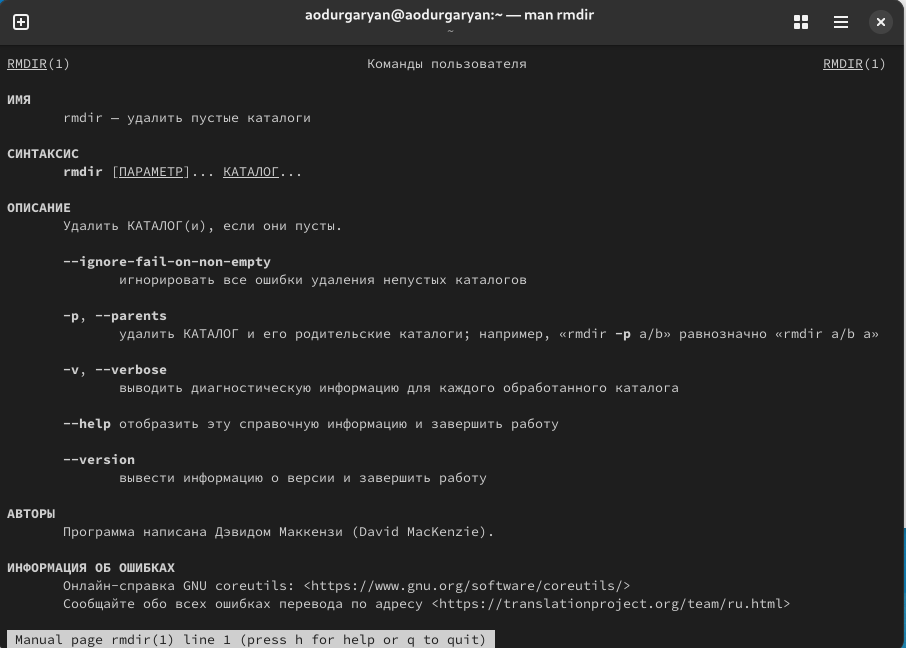 aodurgaryan@aodurgaryan:~ — man rmdir
~
RMDIR(1) Команды пользователя RMDIR(1)
ИМЯ
rmdir — удалить пустые каталоги
СИНТАКСИС
rmdir [ПАРАМЕТР]... КАТАЛОГ...
ОПИСАНИЕ
Удалить КАТАЛОГ(и), если они пусты.
--ignore-fail-on-non-empty
игнорировать все ошибки удаления непустых каталогов
-p, --parents
удалить КАТАЛОГ и его родительские каталоги; например, «rmdir -p a/b» равнозначно «rmdir a/b a»
-v, --verbose
выводить диагностическую информацию для каждого обработанного каталога
--help отобразить эту справочную информацию и завершить работу
--version
вывести информацию о версии и завершить работу
АВТОРЫ
Программа написана Дэвидом Маккензи (David MacKenzie).
ИНФОРМАЦИЯ ОБ ОШИБКАХ
Онлайн-справка GNU coreutils: <https://www.gnu.org/software/coreutils/>
Сообщайте обо всех ошибках перевода по адресу <https://translationproject.org/team/ru.html>
Manual page rmdir(1) line 1 (press h for help or q to quit)